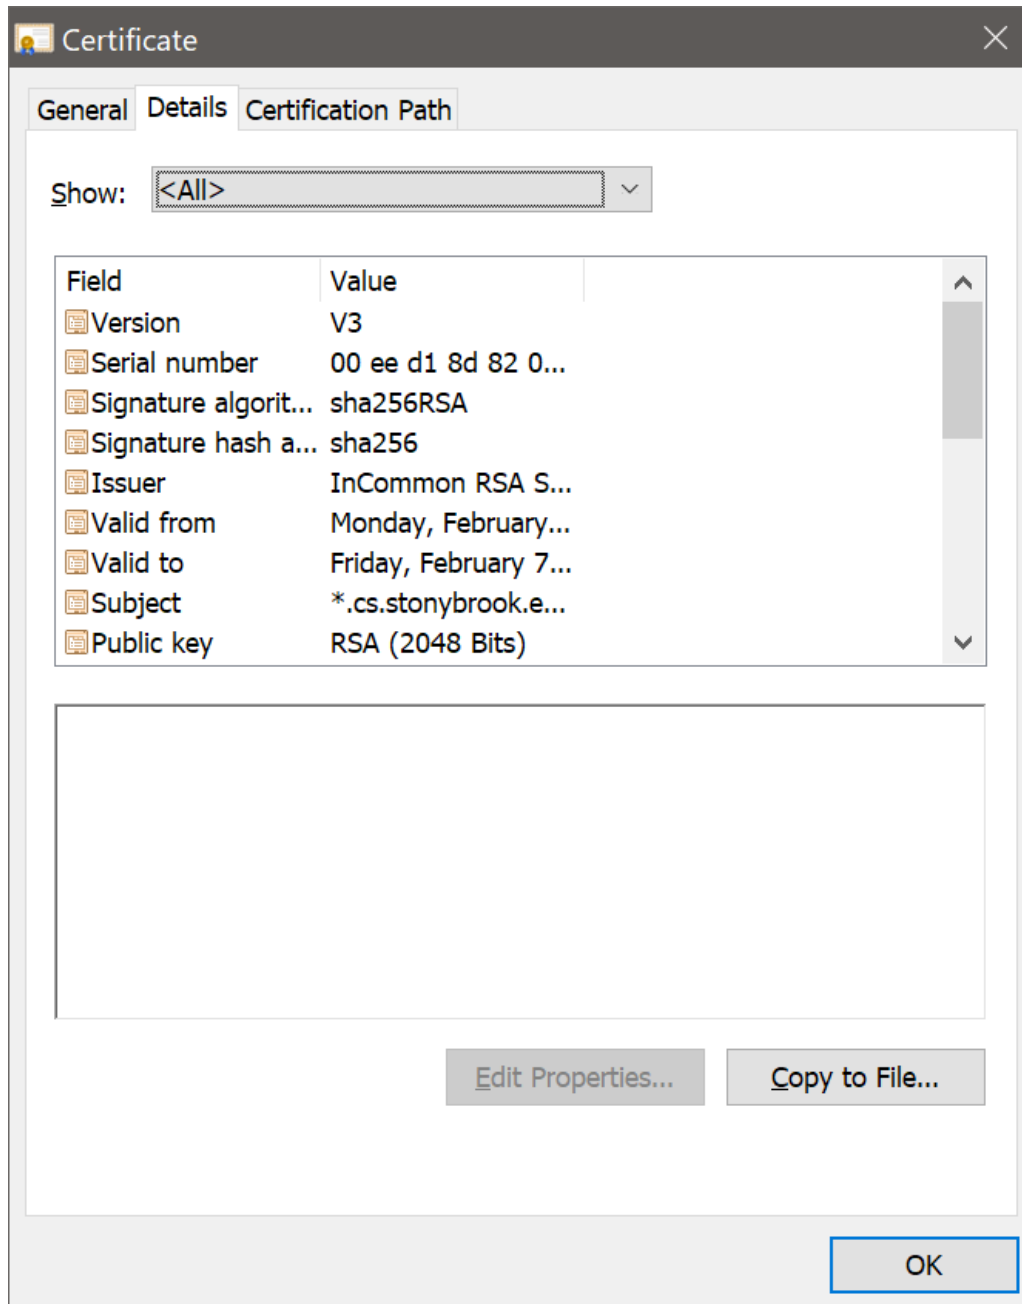 Certificate
General Details Certification Path
Show: <All>
Field Value
Version V3
Serial number 00 ee d1 8d 82 0...
Signature algorit... sha256RSA
Signature hash a... sha256
Issuer InCommon RSA S...
Valid from Monday, February...
Valid to Friday, February 7...
Subject *.cs.stonybrook.e...
Public key RSA (2048 Bits)
Edit Properties... Copy to File...
OK